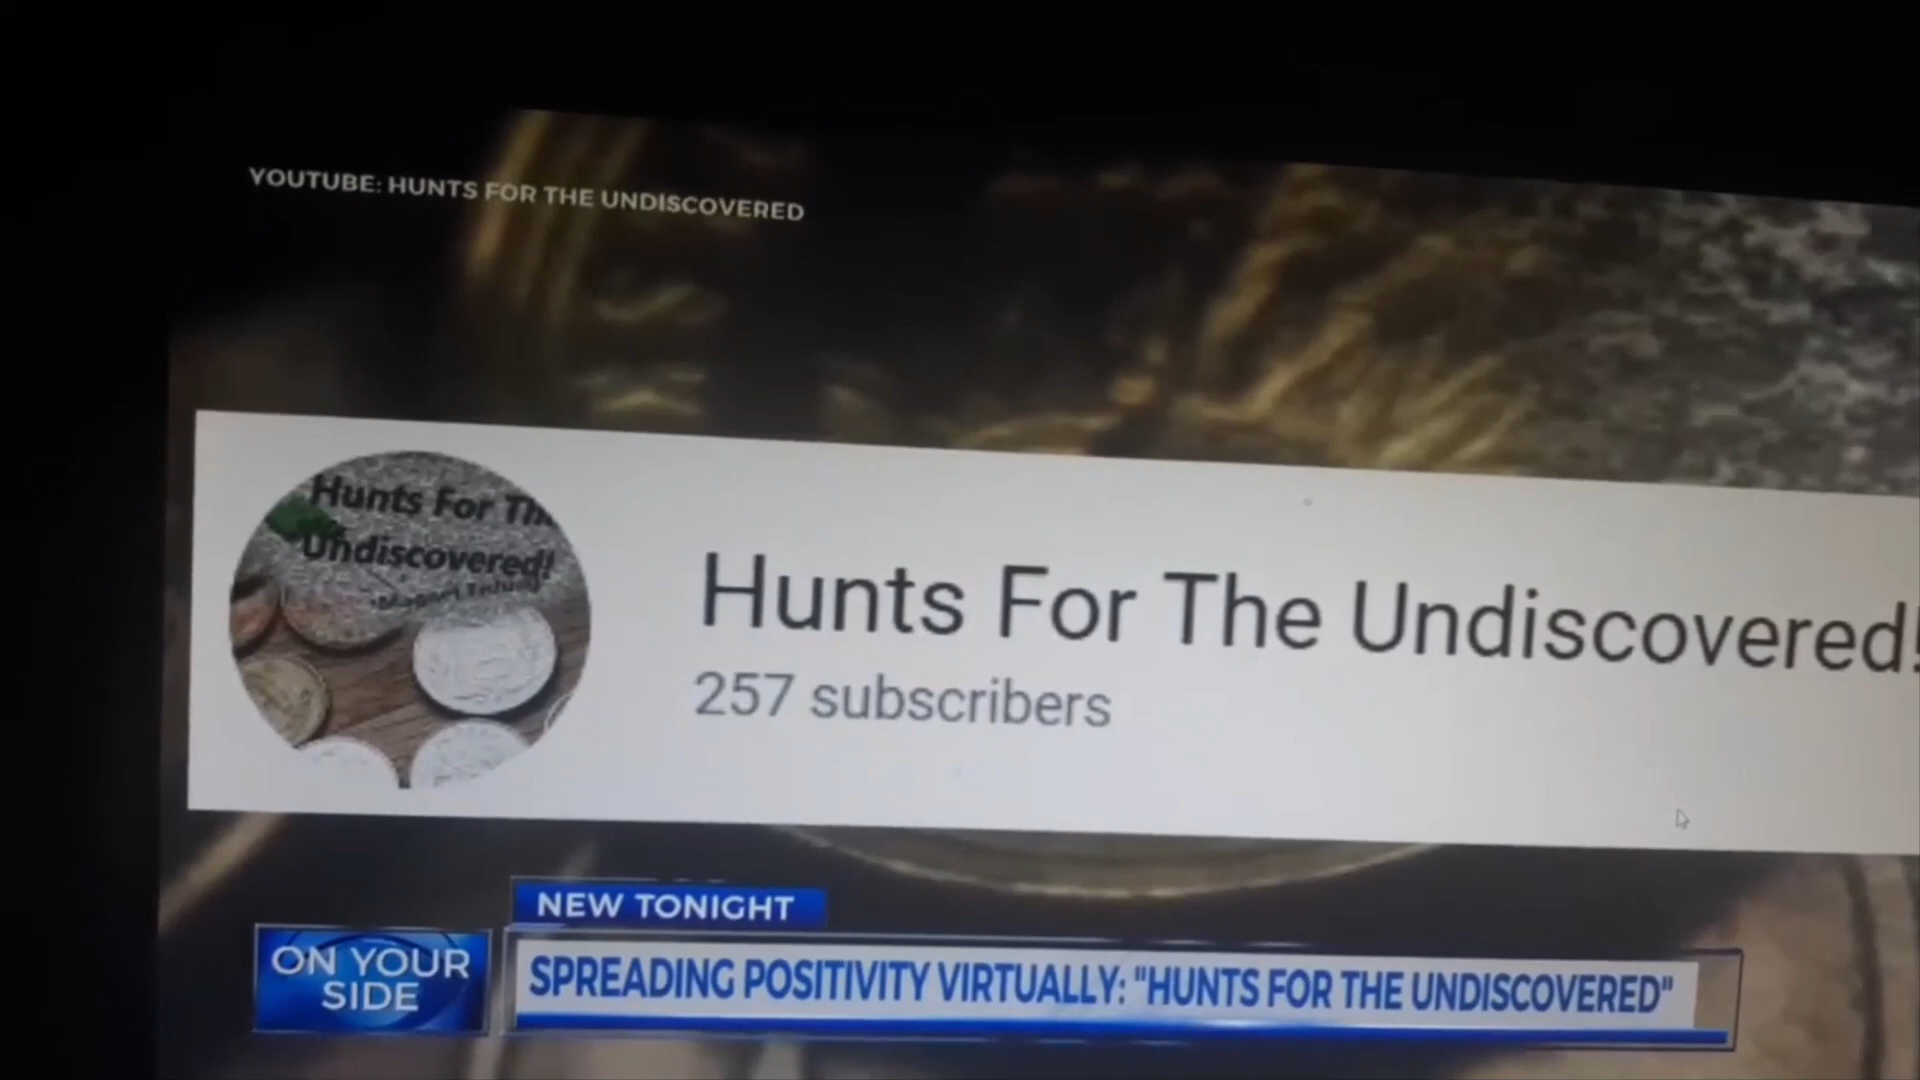 YOUTUBE: HUNTS FOR THE UNDISCOVERED
Hunts For The
Undiscovered!
Hunts For The Undiscovered!
257 subscribers
NEW TONIGHT
ON YOUR
SIDE
SPREADING POSITIVITY VIRTUALLY: "HUNTS FOR THE UNDISCOVERED"